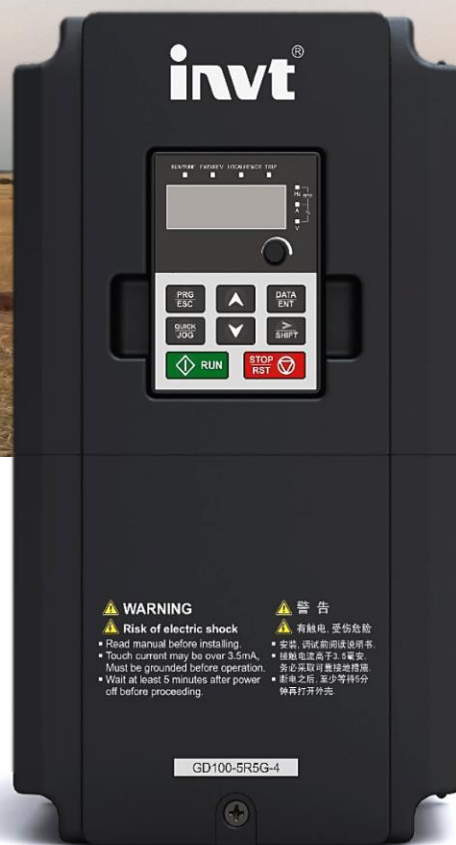 invt®
RUN/TUNE FWD/REV LOCAL/REMOTE TRIP
Hz
A
V
PRG
ESC
DATA
ENT
QUICK
JOG
>
SHIFT
RUN
STOP
RST
WARNING
Risk of electric shock
▪ Read manual before installing.
▪ Touch current may be over 3.5mA,
Must be grounded before operation.
▪ Wait at least 5 minutes after power
off before proceeding.
警 告
有触电, 受伤危险
▪ 安装, 调试前阅读说明书.
▪ 接触电流高于3.5毫安,
务必采取可靠接地措施.
▪ 断电之后, 至少等待5分
钟再打开外壳.
GD100-5R5G-4